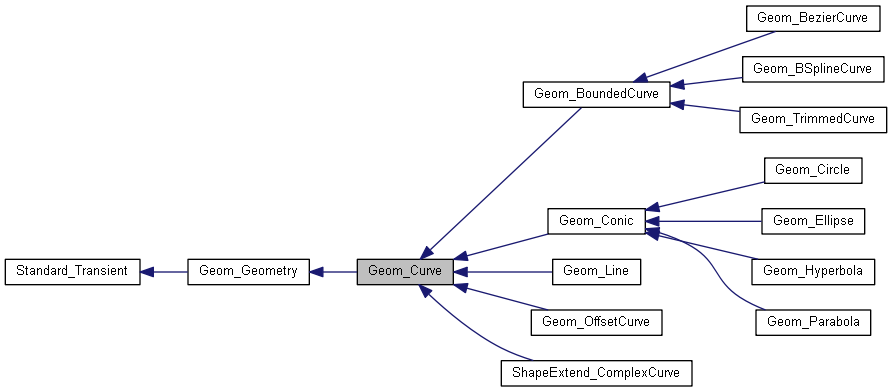 Geom_BezierCurve
Geom_BSplineCurve
Geom_BoundedCurve
Geom_TrimmedCurve
Geom_Circle
Geom_Conic
Geom_Ellipse
Standard_Transient
Geom_Geometry
Geom_Curve
Geom_Line
Geom_Hyperbola
Geom_OffsetCurve
Geom_Parabola
ShapeExtend_ComplexCurve